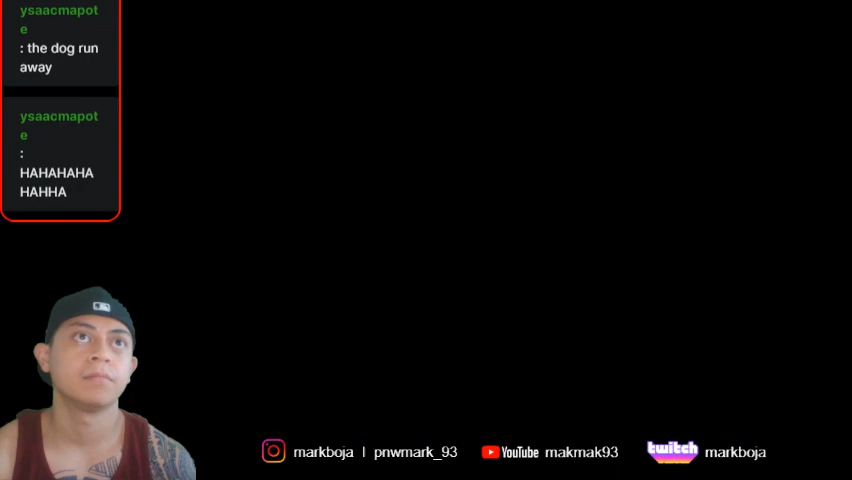 ysaacmapot
e
: the dog run
away
ysaacmapot
e
:
HAHAHAHA
HAHHA
markboja | pnwmark_93 YouTube makmak93 twitch markboja